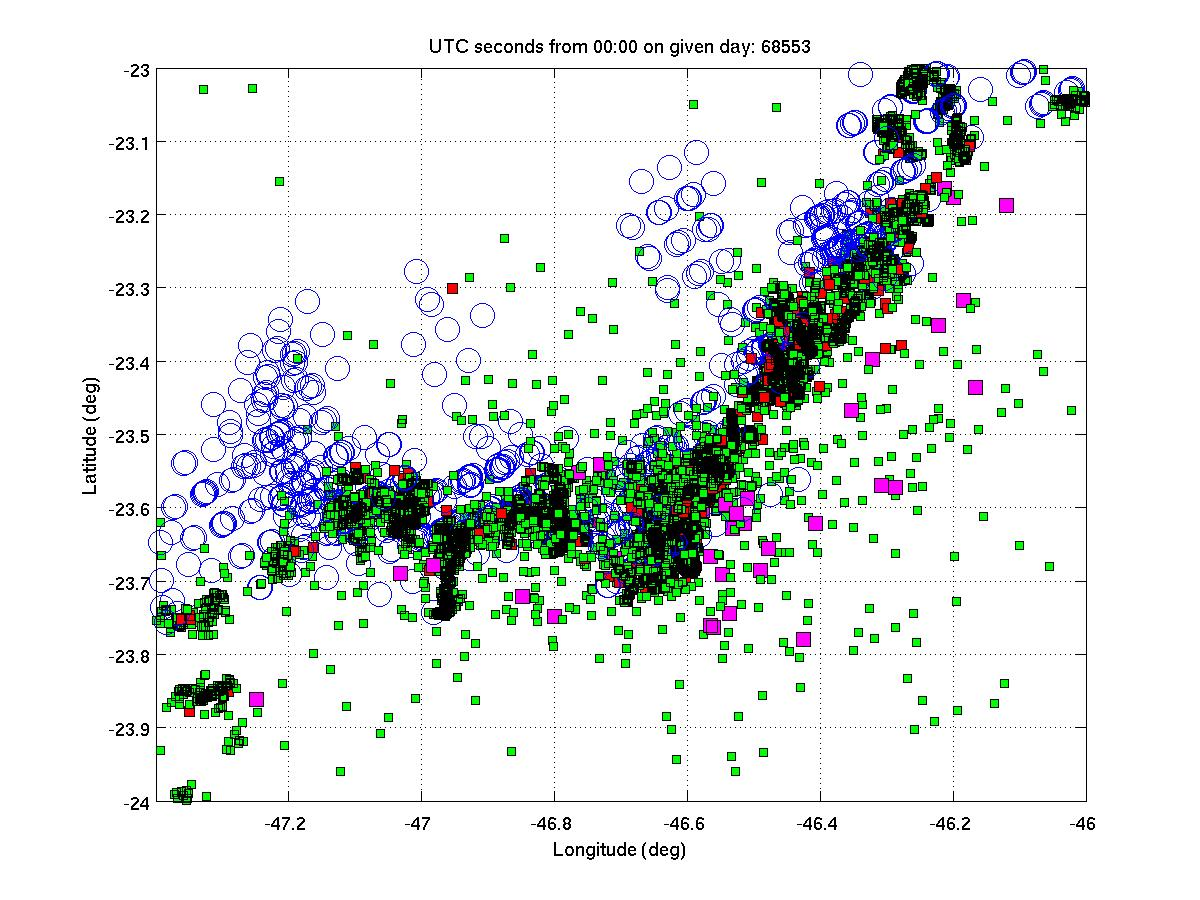 UTC seconds from 00:00 on given day: 68553
-23
-23.1
-23.2
-23.3
-23.4
-23.5
-23.6
-23.7
-23.8
-23.9
-24
Latitude (deg)
-47.2 -47 -46.8 -46.6 -46.4 -46.2 -46
Longitude (deg)